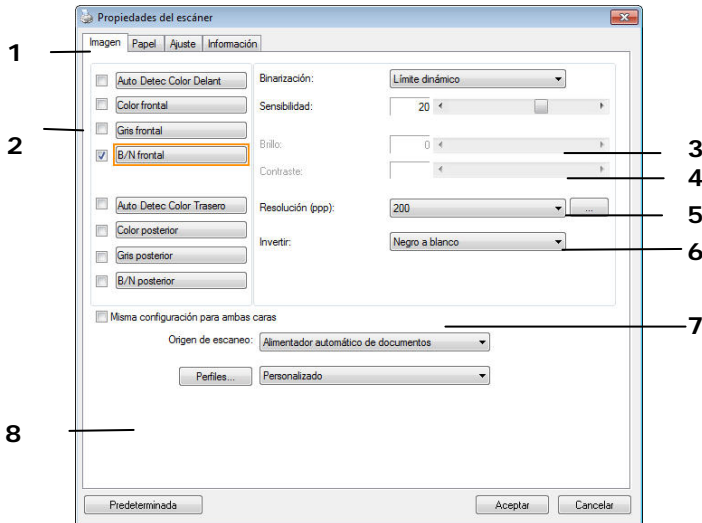 Propiedades del escáner
Imagen Papel Ajuste Información
1
Auto Detec Color Delant
Color frontal
Gris frontal
B/N frontal
2
Auto Detec Color Trasero
Color posterior
Gris posterior
B/N posterior
Binarización: Límite dinámico
Sensibilidad: 20
Brillo: 0
3
Contraste:
4
Resolución (ppp): 200 ...
5
Invertir: Negro a blanco
6
Misma configuración para ambas caras
7
Origen de escaneo: Alimentador automático de documentos
Perfiles... Personalizado
8
Predeterminada Aceptar Cancelar